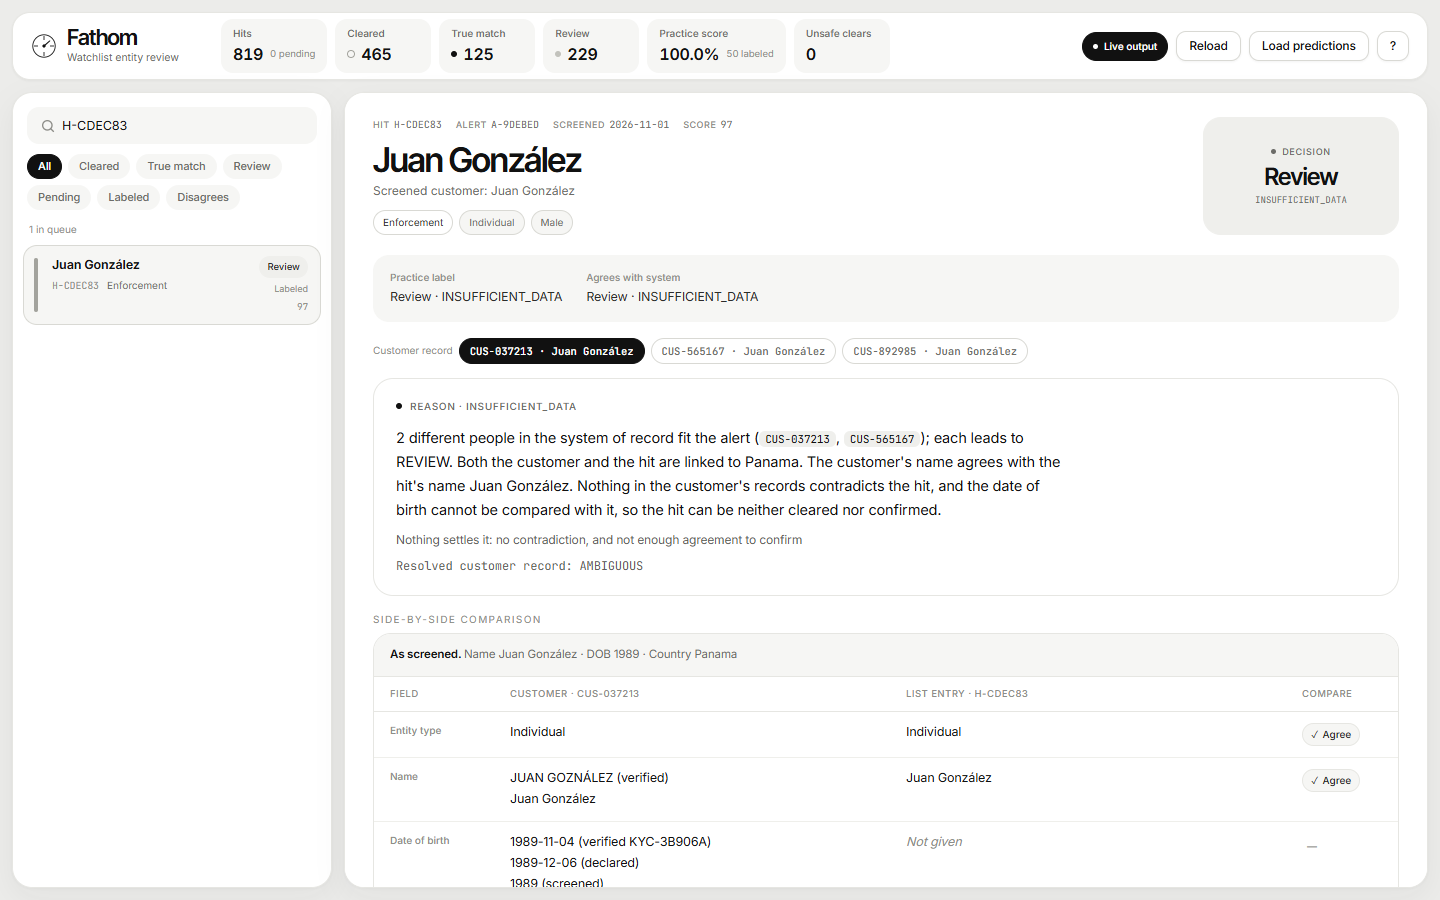 Fathom
Watchlist entity review
Hits
819 0 pending
Cleared
465
True match
125
Review
229
Practice score
100.0% 50 labeled
Unsafe clears
0
Live output
Reload
Load predictions
?
H-CDEC83
All
Cleared
True match
Review
Pending
Labeled
Disagrees
1 in queue
Juan González
Review
H-CDEC83 Enforcement
Labeled
97
HIT H-CDEC83 ALERT A-9DEBED SCREENED 2026-11-01 SCORE 97
Juan González
Screened customer: Juan González
Enforcement
Individual
Male
DECISION
Review
INSUFFICIENT_DATA
Practice label
Review · INSUFFICIENT_DATA
Agrees with system
Review · INSUFFICIENT_DATA
Customer record
CUS-037213 · Juan González
CUS-565167 · Juan González
CUS-892985 · Juan González
REASON · INSUFFICIENT_DATA
2 different people in the system of record fit the alert ( CUS-037213 , CUS-565167 ); each leads to
REVIEW. Both the customer and the hit are linked to Panama. The customer's name agrees with the
hit's name Juan González. Nothing in the customer's records contradicts the hit, and the date of
birth cannot be compared with it, so the hit can be neither cleared nor confirmed.
Nothing settles it: no contradiction, and not enough agreement to confirm
Resolved customer record: AMBIGUOUS
SIDE-BY-SIDE COMPARISON
As screened. Name Juan González · DOB 1989 · Country Panama
FIELD
CUSTOMER · CUS-037213
LIST ENTRY · H-CDEC83
COMPARE
Entity type
Individual
Individual
✓ Agree
Name
JUAN GOZNÁLEZ (verified)
Juan González
Juan González
✓ Agree
Date of birth
1989-11-04 (verified KYC-3B906A)
1989-12-06 (declared)
1989 (screened)
Not given
—